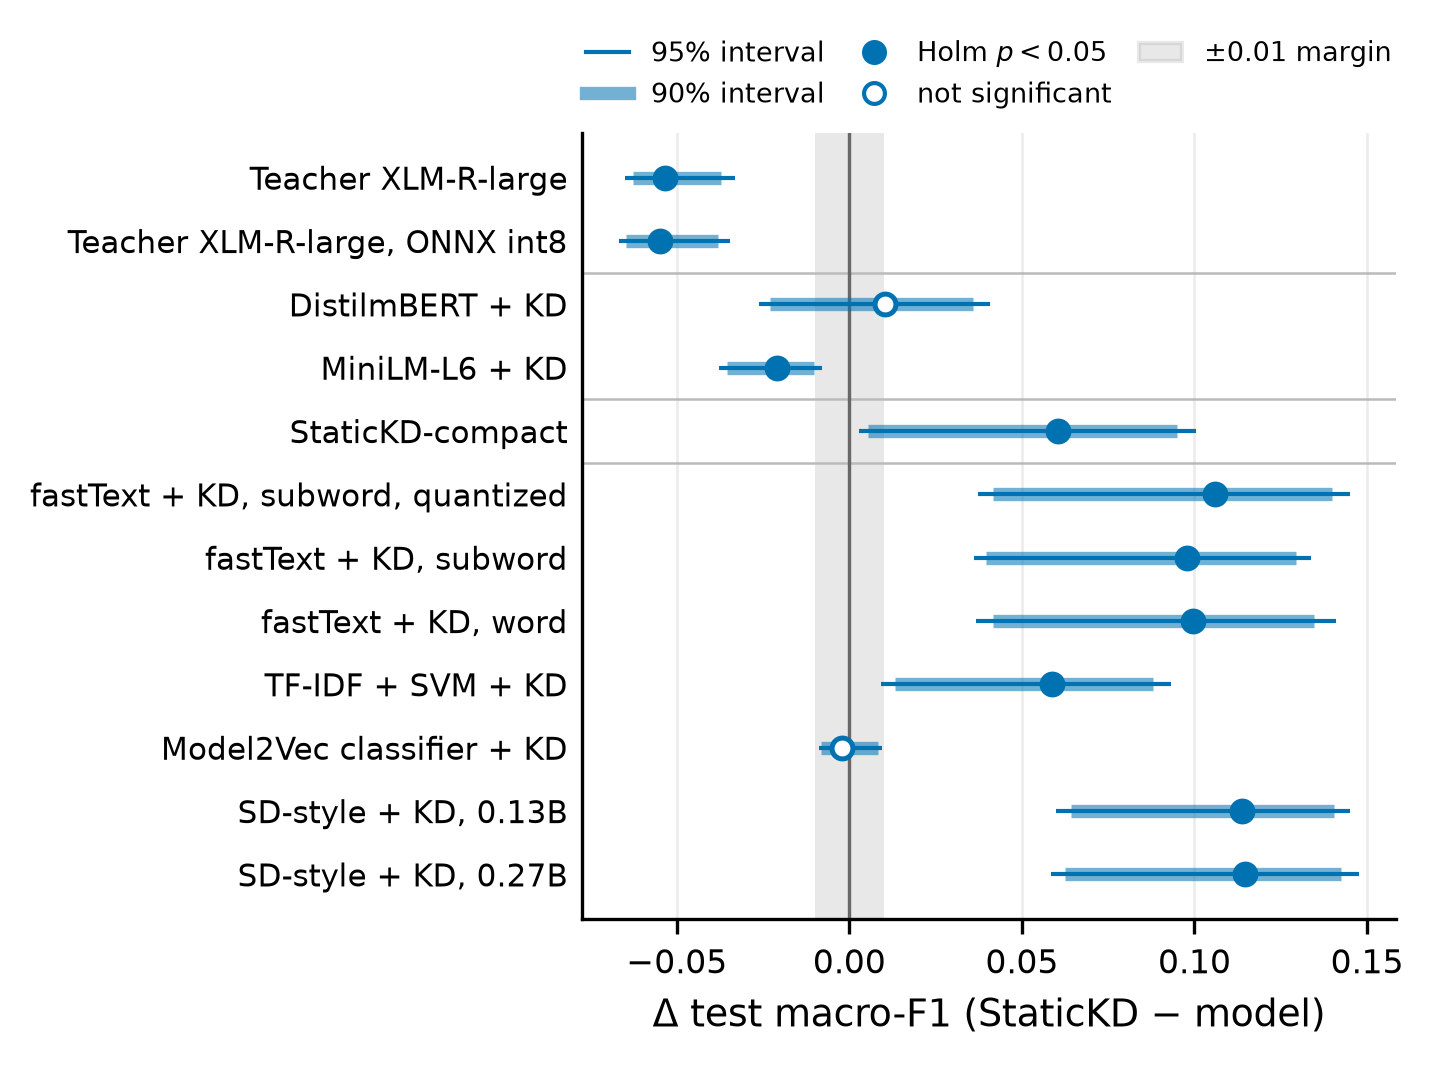 95% interval
90% interval
Holm p < 0.05
not significant
±0.01 margin
Teacher XLM-R-large
Teacher XLM-R-large, ONNX int8
DistilmBERT + KD
MiniLM-L6 + KD
StaticKD-compact
fastText + KD, subword, quantized
fastText + KD, subword
fastText + KD, word
TF-IDF + SVM + KD
Model2Vec classifier + KD
SD-style + KD, 0.13B
SD-style + KD, 0.27B
−0.05 0.00 0.05 0.10 0.15
Δ test macro-F1 (StaticKD − model)